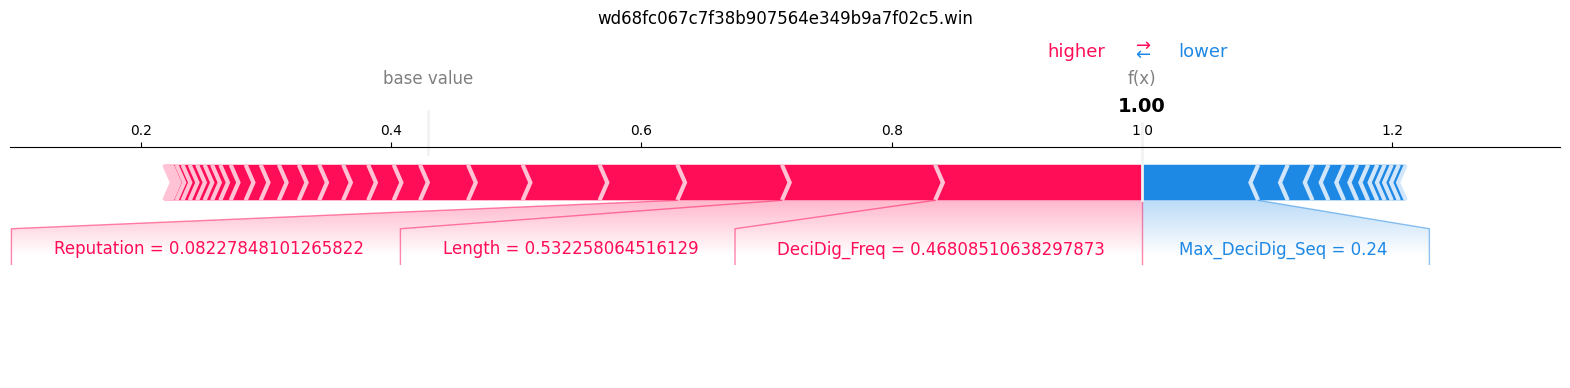 wd68fc067c7f38b907564e349b9a7f02c5.win
higher → ← lower
base value f(x)
1.00
0.2 0.4 0.6 0.8 1.0 1.2
Reputation = 0.08227848101265822 Length = 0.532258064516129 DeciDig_Freq = 0.46808510638297873 Max_DeciDig_Seq = 0.24